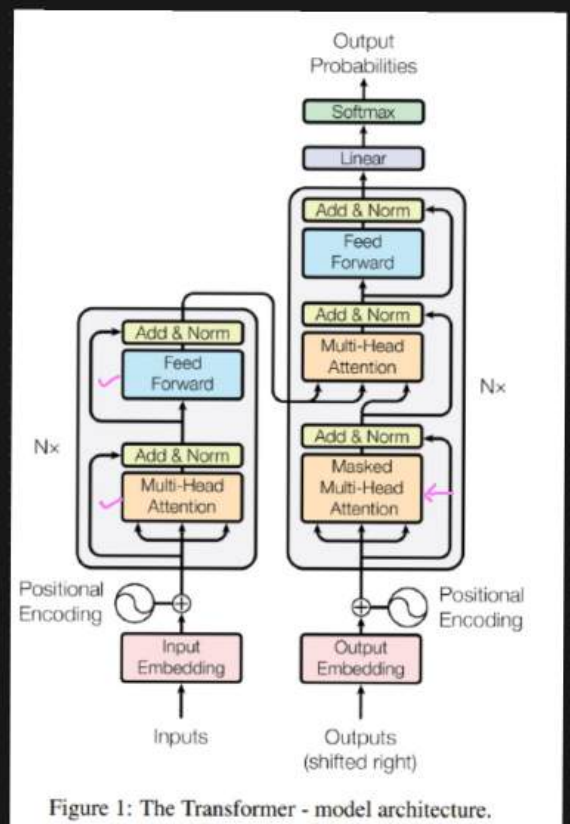 Output
Probabilities
Softmax
Linear
Add & Norm
Feed
Forward
Add & Norm
Multi-Head
Attention
Nx
Add & Norm
Masked
Multi-Head
Attention
Add & Norm
Feed
Forward
Nx
Add & Norm
Multi-Head
Attention
Positional
Encoding
Positional
Encoding
Input
Embedding
Output
Embedding
Inputs
Outputs
(shifted right)
Figure 1: The Transformer - model architecture.